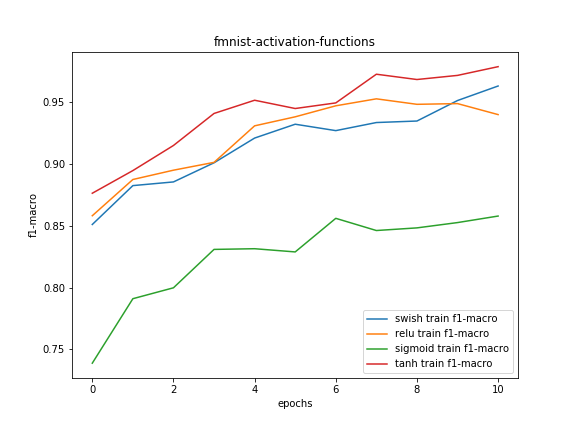 fmnist-activation-functions
f1-macro
0.95
0.90
0.85
0.80
0.75
0 2 4 6 8 10
epochs
swish train f1-macro
relu train f1-macro
sigmoid train f1-macro
tanh train f1-macro